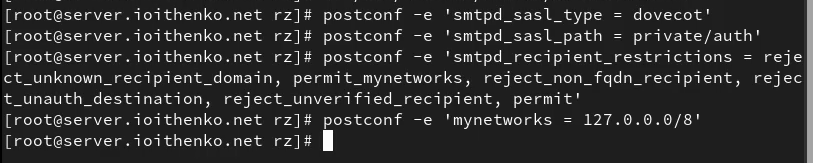 [root@server.ioithenko.net rz]# postconf -e 'smtpd_sasl_type = dovecot'
[root@server.ioithenko.net rz]# postconf -e 'smtpd_sasl_path = private/auth'
[root@server.ioithenko.net rz]# postconf -e 'smtpd_recipient_restrictions = reje
ct_unknown_recipient_domain, permit_mynetworks, reject_non_fqdn_recipient, rejec
t_unauth_destination, reject_unverified_recipient, permit'
[root@server.ioithenko.net rz]# postconf -e 'mynetworks = 127.0.0.0/8'
[root@server.ioithenko.net rz]#